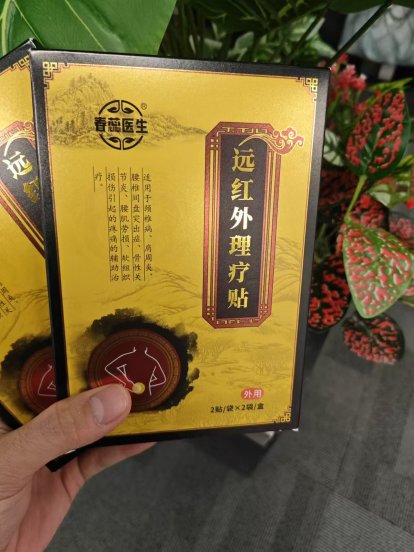 春蕊医生®
远红外理疗贴
适用于颈椎病、肩周炎、
腰椎间盘突出症、骨性关
节炎、腰肌劳损、软组织
损伤引起的疼痛的辅助治
疗。
外用
2贴/袋×2袋/盒
远红